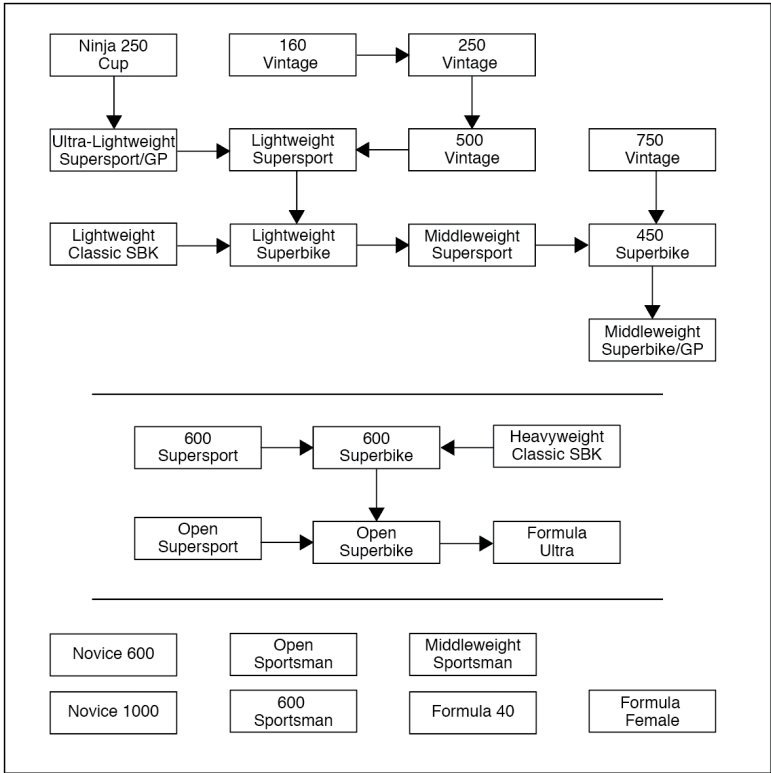 Ninja 250
Cup
160
Vintage
250
Vintage
Ultra-Lightweight
Supersport/GP
Lightweight
Supersport
500
Vintage
750
Vintage
Lightweight
Classic SBK
Lightweight
Superbike
Middleweight
Supersport
450
Superbike
Middleweight
Superbike/GP
600
Supersport
600
Superbike
Heavyweight
Classic SBK
Open
Supersport
Open
Superbike
Formula
Ultra
Novice 600
Open
Sportsman
Middleweight
Sportsman
Novice 1000
600
Sportsman
Formula 40
Formula
Female